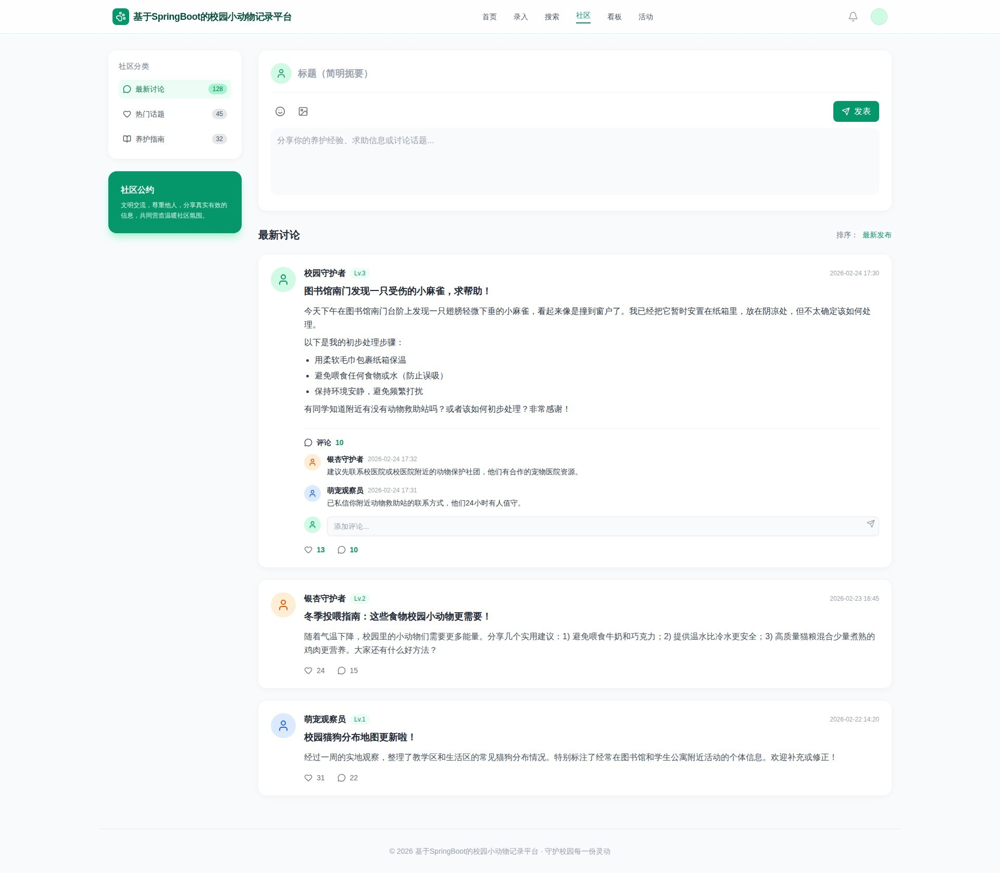 基于SpringBoot的校园小动物记录平台
首页 录入 搜索 社区 看板 活动
社区分类
最新讨论 128
热门话题 45
养护指南 32
社区公约
文明交流，尊重他人，分享真实有效的
信息，共同营造温暖社区氛围。
标题（简明扼要）
发表
分享你的养护经验、求助信息或讨论话题...
最新讨论
排序： 最新发布
校园守护者 Lv.3 2026-02-24 17:30
图书馆南门发现一只受伤的小麻雀，求帮助！
今天下午在图书馆南门台阶上发现一只翅膀轻微下垂的小麻雀，看起来像是撞到窗户了。我已经把它暂时安置在纸箱里，放在阴凉处，但不太确定该如何处
理。
以下是我的初步处理步骤：
• 用柔软毛巾包裹纸箱保温
• 避免喂食任何食物或水（防止误吸）
• 保持环境安静，避免频繁打扰
有同学知道附近有没有动物救助站吗？或者该如何初步处理？非常感谢！
评论 10
银杏守护者 2026-02-24 17:32
建议先联系校医院或校医院附近的动物保护社团，他们有合作的宠物医院资源。
萌宠观察员 2026-02-24 17:31
已私信你附近动物救助站的联系方式，他们24小时有人值守。
添加评论...
13 10
银杏守护者 Lv.2 2026-02-23 16:45
冬季投喂指南：这些食物校园小动物更需要！
随着气温下降，校园里的小动物们需要更多能量。分享几个实用建议：1) 避免喂食牛奶和巧克力；2) 提供温水比冷水更安全；3) 高质量猫粮混合少量煮熟的
鸡肉更营养。大家还有什么好方法？
24 15
萌宠观察员 Lv.1 2026-02-22 14:20
校园猫狗分布地图更新啦！
经过一周的实地观察，整理了教学区和生活区的常见猫狗分布情况。特别标注了经常在图书馆和学生公寓附近活动的个体信息。欢迎补充或修正！
31 22
© 2026 基于SpringBoot的校园小动物记录平台 · 守护校园每一份灵动